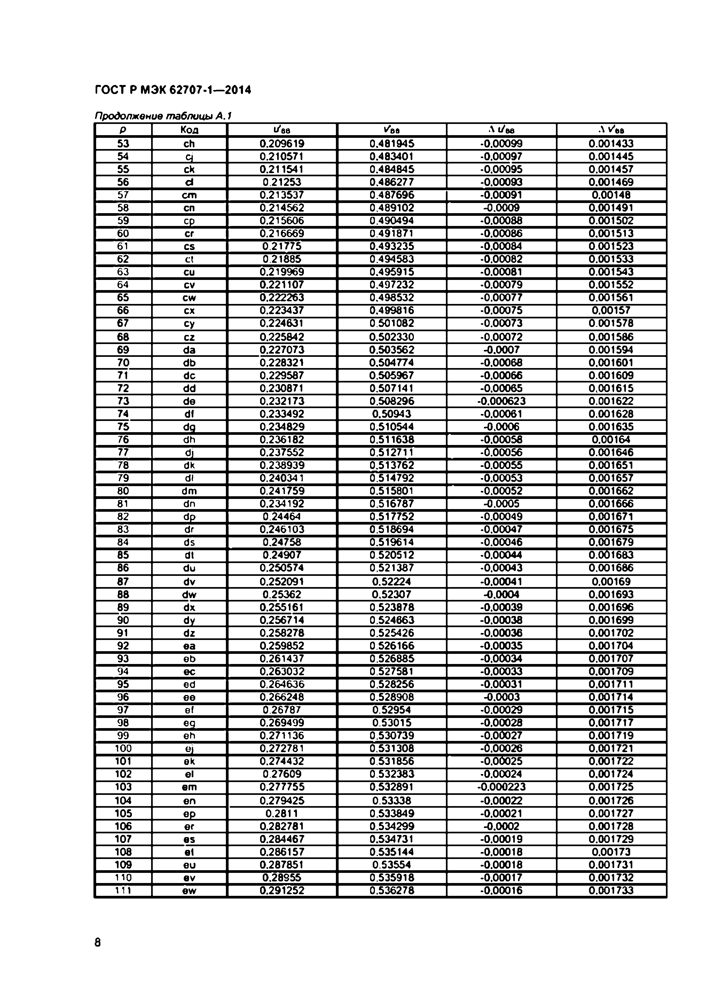 ГОСТ Р МЭК 62707-1—2014
Продолжение таблицы А.1
p Код u′вв v′вв Δ u′вв Δ v′вв
53 ch 0.209619 0.481945 -0.00099 0.001433
54 cj 0.210571 0.483401 -0.00097 0.001445
55 ck 0.211541 0.484845 -0.00095 0.001457
56 cl 0.21253 0.486277 -0.00093 0.001469
57 cm 0.213537 0.487696 -0.00091 0.00148
58 cn 0.214562 0.489102 -0.0009 0.001491
59 cp 0.215606 0.490494 -0.00088 0.001502
60 cr 0.216669 0.491871 -0.00086 0.001513
61 cs 0.21775 0.493235 -0.00084 0.001523
62 ct 0.21885 0.494583 -0.00082 0.001533
63 cu 0.219969 0.495915 -0.00081 0.001543
64 cv 0.221107 0.497232 -0.00079 0.001552
65 cw 0.222263 0.498532 -0.00077 0.001561
66 cx 0.223437 0.499816 -0.00075 0.00157
67 cy 0.224631 0.501082 -0.00073 0.001578
68 cz 0.225842 0.502330 -0.00072 0.001586
69 da 0.227073 0.503562 -0.0007 0.001594
70 db 0.228321 0.504774 -0.00068 0.001601
71 dc 0.229587 0.505967 -0.00066 0.001609
72 dd 0.230871 0.507141 -0.00065 0.001615
73 de 0.232173 0.508296 -0.000623 0.001622
74 df 0.233492 0.50943 -0.00061 0.001628
75 dg 0.234829 0.510544 -0.0006 0.001635
76 dh 0.236182 0.511638 -0.00058 0.00164
77 dj 0.237552 0.512711 -0.00056 0.001646
78 dk 0.238939 0.513762 -0.00055 0.001651
79 dl 0.240341 0.514792 -0.00053 0.001657
80 dm 0.241759 0.515801 -0.00052 0.001662
81 dn 0.234192 0.516787 -0.0005 0.001666
82 dp 0.24464 0.517752 -0.00049 0.001671
83 dr 0.246103 0.518694 -0.00047 0.001675
84 ds 0.24758 0.519614 -0.00046 0.001679
85 dt 0.24907 0.520512 -0.00044 0.001683
86 du 0.250574 0.521387 -0.00043 0.001686
87 dv 0.252091 0.52224 -0.00041 0.00169
88 dw 0.25362 0.52307 -0.0004 0.001693
89 dx 0.255161 0.523878 -0.00039 0.001696
90 dy 0.256714 0.524663 -0.00038 0.001699
91 dz 0.258278 0.525426 -0.00036 0.001702
92 ea 0.259852 0.526166 -0.00035 0.001704
93 eb 0.261437 0.526885 -0.00034 0.001707
94 ec 0.263032 0.527581 -0.00033 0.001709
95 ed 0.264636 0.528256 -0.00031 0.001711
96 ee 0.266248 0.528908 -0.0003 0.001714
97 ef 0.26787 0.52954 -0.00029 0.001715
98 eg 0.269499 0.53015 -0.00028 0.001717
99 eh 0.271136 0.530739 -0.00027 0.001719
100 ej 0.272781 0.531308 -0.00026 0.001721
101 ek 0.274432 0.531856 -0.00025 0.001722
102 el 0.27609 0.532383 -0.00024 0.001724
103 em 0.277755 0.532891 -0.000223 0.001725
104 en 0.279425 0.53338 -0.00022 0.001726
105 ep 0.2811 0.533849 -0.00021 0.001727
106 er 0.282781 0.534299 -0.0002 0.001728
107 es 0.284467 0.534731 -0.00019 0.001729
108 et 0.286157 0.535144 -0.00018 0.00173
109 eu 0.287851 0.53554 -0.00018 0.001731
110 ev 0.28955 0.535918 -0.00017 0.001732
111 ew 0.291252 0.536278 -0.00016 0.001733
8